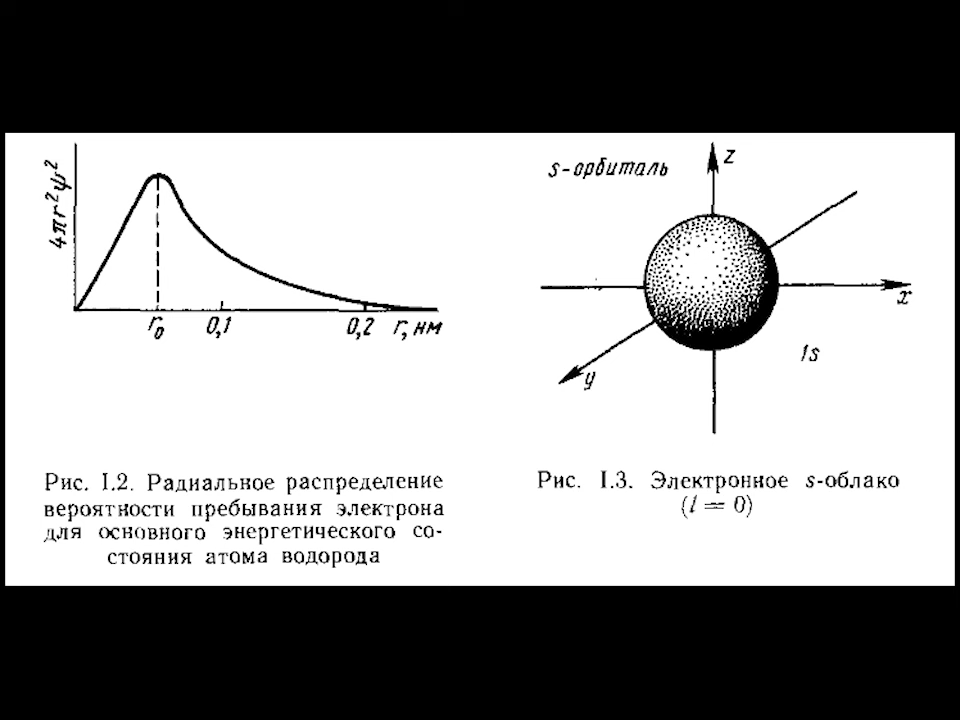 4πr²ψ²
r₀ 0,1 0,2 r, нм
Рис. I.2. Радиальное распределение
вероятности пребывания электрона
для основного энергетического со-
стояния атома водорода
s-орбиталь
z
x
y
1s
Рис. I.3. Электронное s-облако
(l = 0)